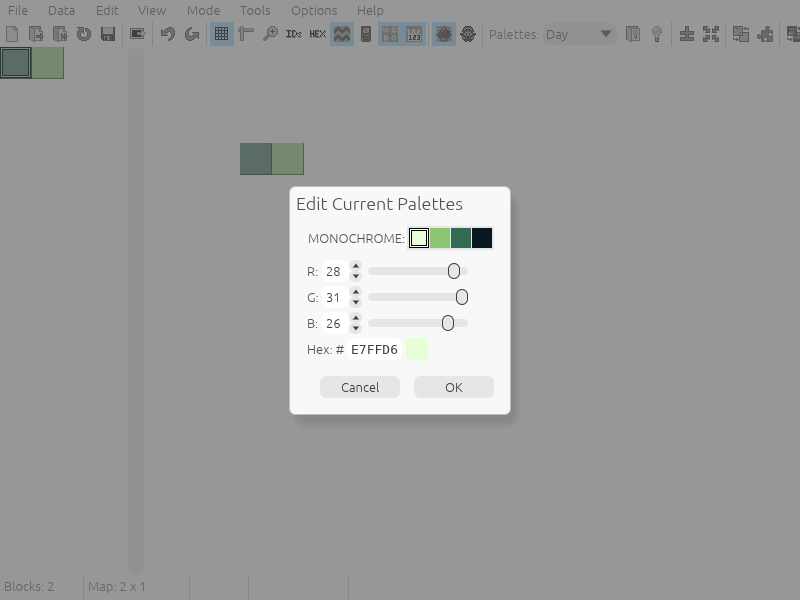 File Data Edit View Mode Tools Options Help
IDs HEX 123 Palettes: Day
Edit Current Palettes
MONOCHROME:
R: 28
G: 31
B: 26
Hex: # E7FFD6
Cancel OK
Blocks: 2 Map: 2 x 1